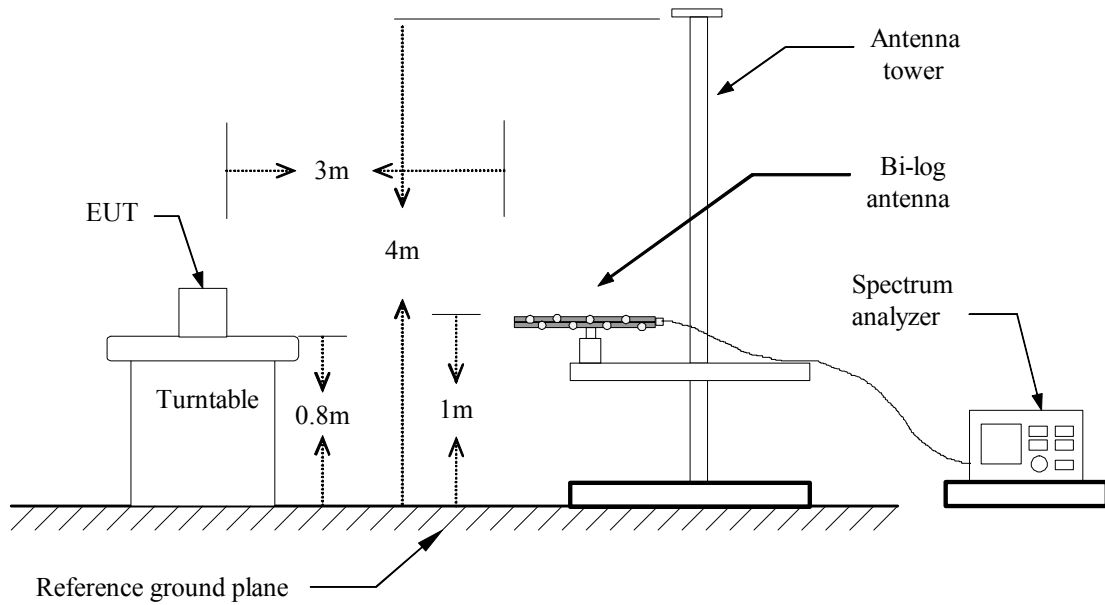 Antenna
tower
3m
Bi-log
antenna
EUT
4m
Spectrum
analyzer
Turntable
0.8m
1m
Reference ground plane